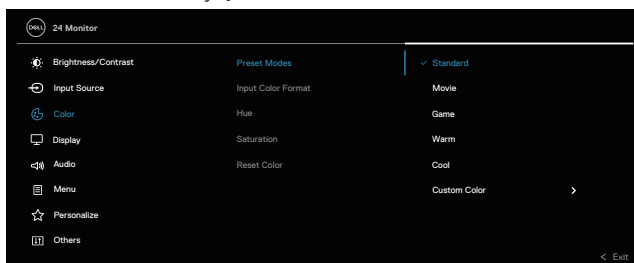 DELL 24 Monitor
Brightness/Contrast Preset Modes ✓ Standard
Input Source Input Color Format Movie
Color Hue Game
Display Saturation Warm
Audio Reset Color Cool
Menu Custom Color >
Personalize
Others
< Exit